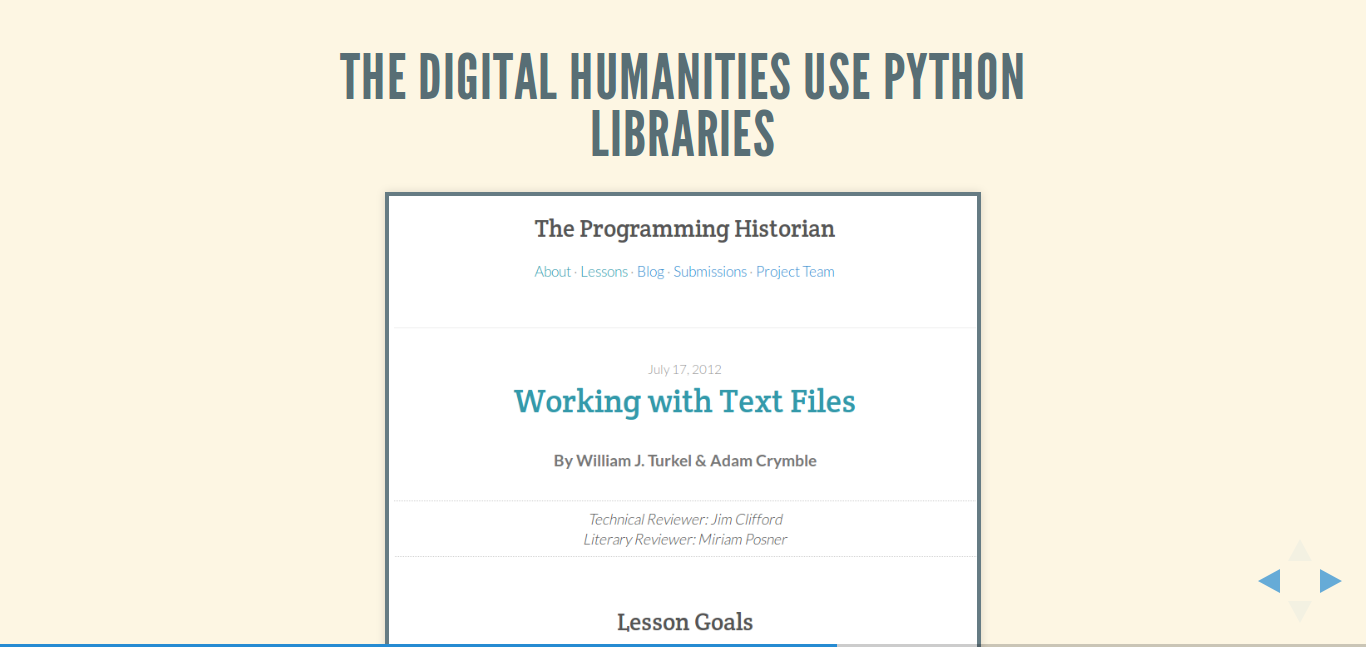 THE DIGITAL HUMANITIES USE PYTHON
LIBRARIES
The Programming Historian
About · Lessons · Blog · Submissions · Project Team
July 17, 2012
Working with Text Files
By William J. Turkel & Adam Crymble
Technical Reviewer: Jim Clifford
Literary Reviewer: Miriam Posner
Lesson Goals